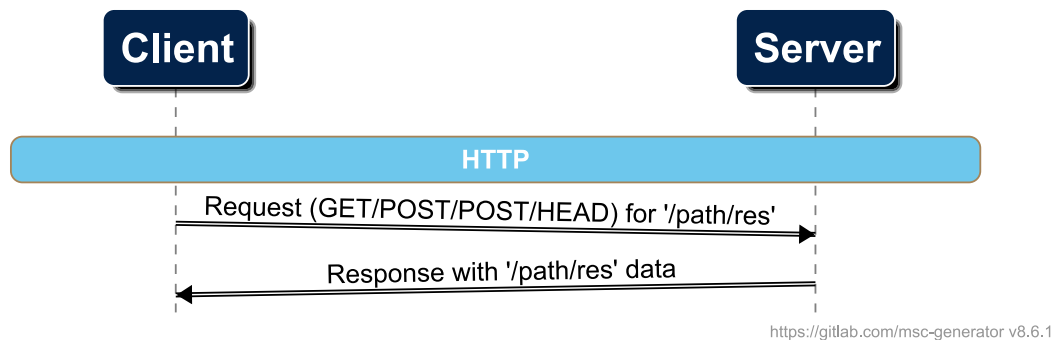 Client
Server
HTTP
Request (GET/POST/POST/HEAD) for '/path/res'
Response with '/path/res' data
https://gitlab.com/msc-generator v8.6.1